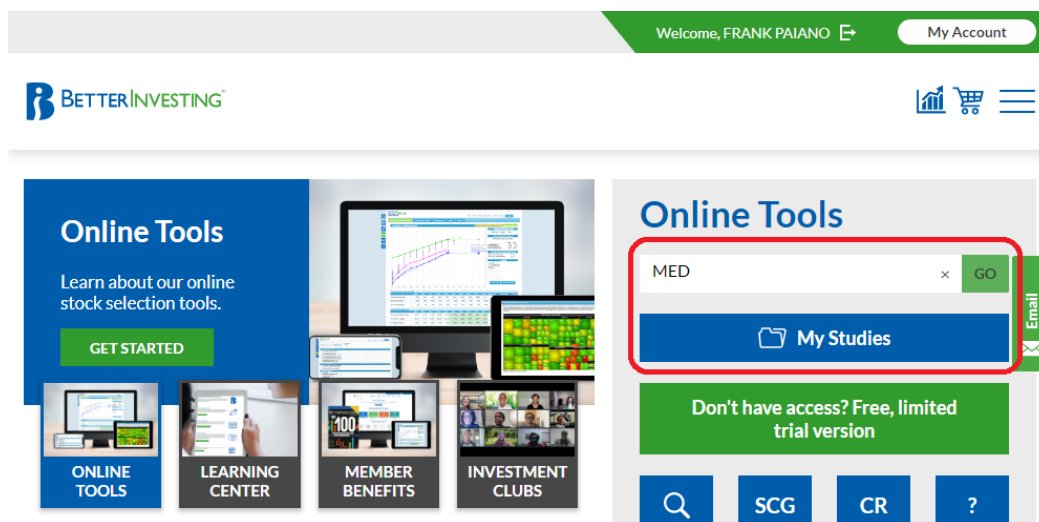 Welcome, FRANK PAIANO
My Account
BETTERINVESTING
Online Tools
Learn about our online
stock selection tools.
GET STARTED
100
ONLINE
TOOLS
LEARNING
CENTER
MEMBER
BENEFITS
INVESTMENT
CLUBS
Online Tools
MED × GO
My Studies
Email
Don't have access? Free, limited
trial version
SCG
CR
?